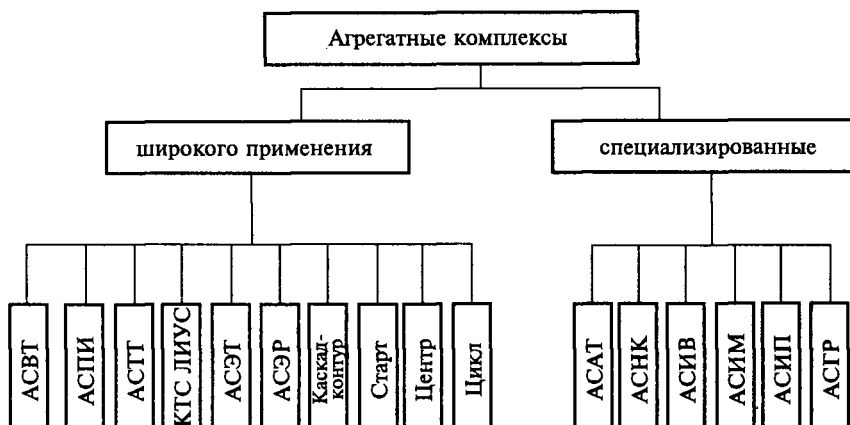 Агрегатные комплексы
широкого применения
специализированные
АСВТ
АСПИ
АСТТ
КТС ЛИУС
АСЭТ
АСЭР
Каскад-
контур
Старт
Центр
Цикл
АСАТ
АСНК
АСИВ
АСИМ
АСИП
АСГР